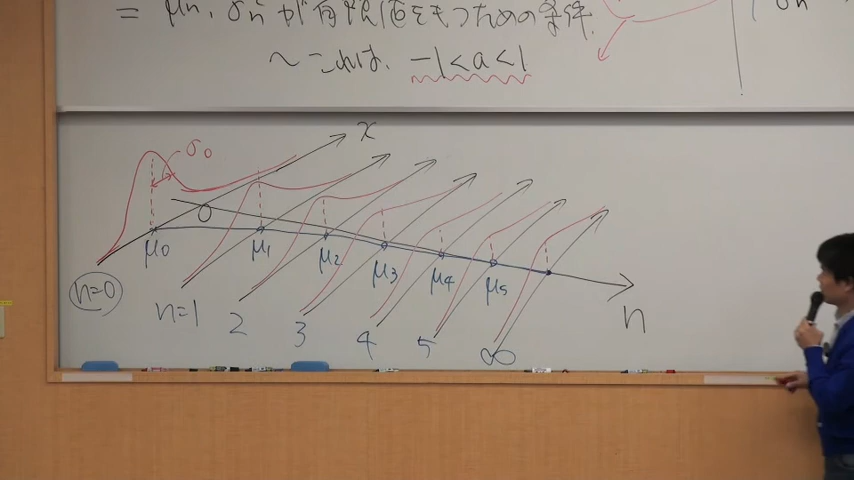 = μn, σn² が有限値をもつための条件.
～これは、-1<a<1
x
σ0
0
μ0 μ1 μ2 μ3 μ4 μ5
n=0
n=1 2 3 4 5 ∞
n